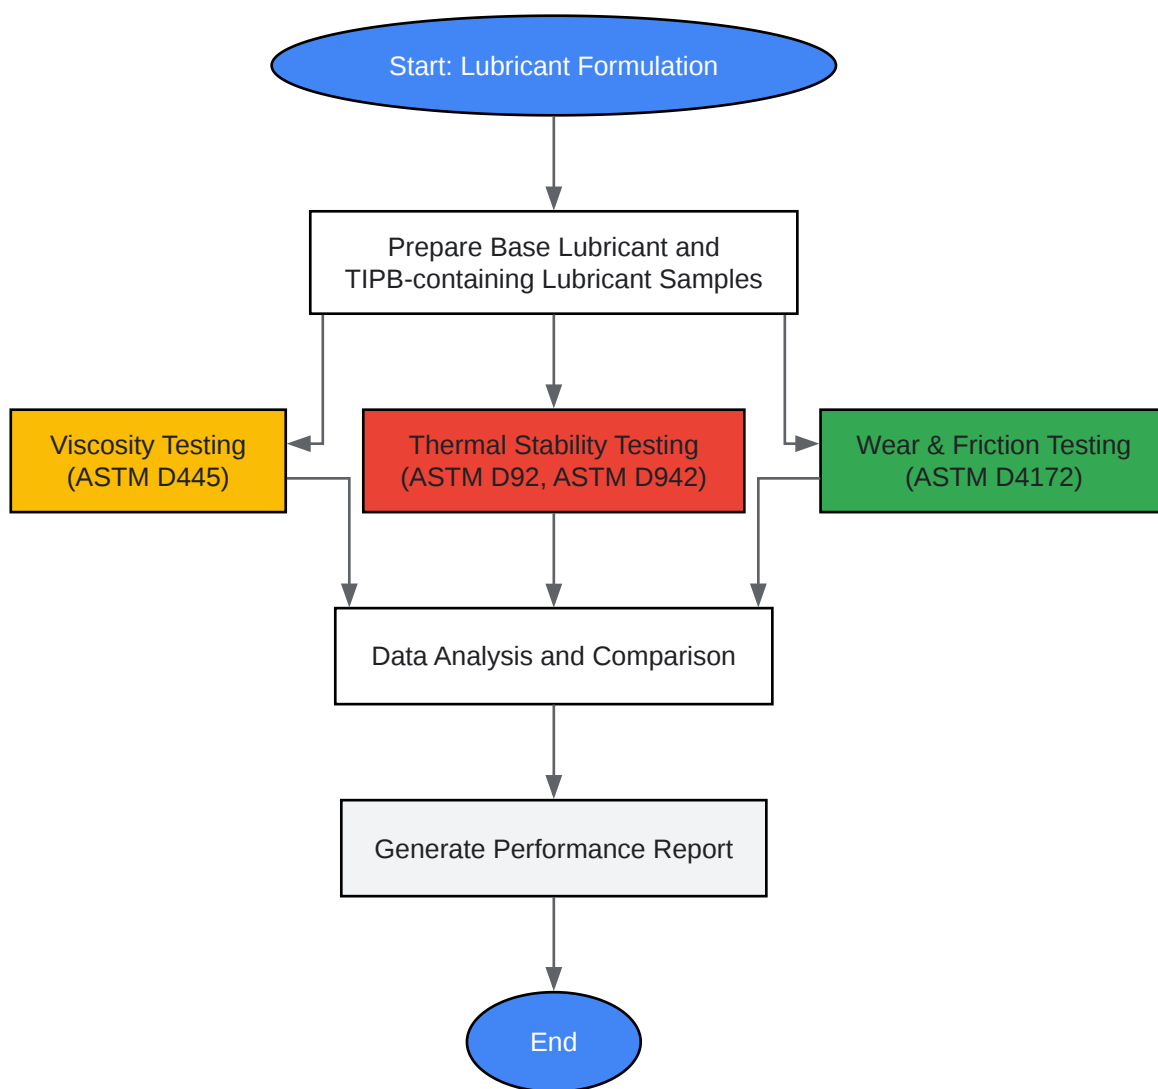 Start: Lubricant Formulation
Prepare Base Lubricant and
TIPB-containing Lubricant Samples
Viscosity Testing
(ASTM D445)
Thermal Stability Testing
(ASTM D92, ASTM D942)
Wear & Friction Testing
(ASTM D4172)
Data Analysis and Comparison
Generate Performance Report
End